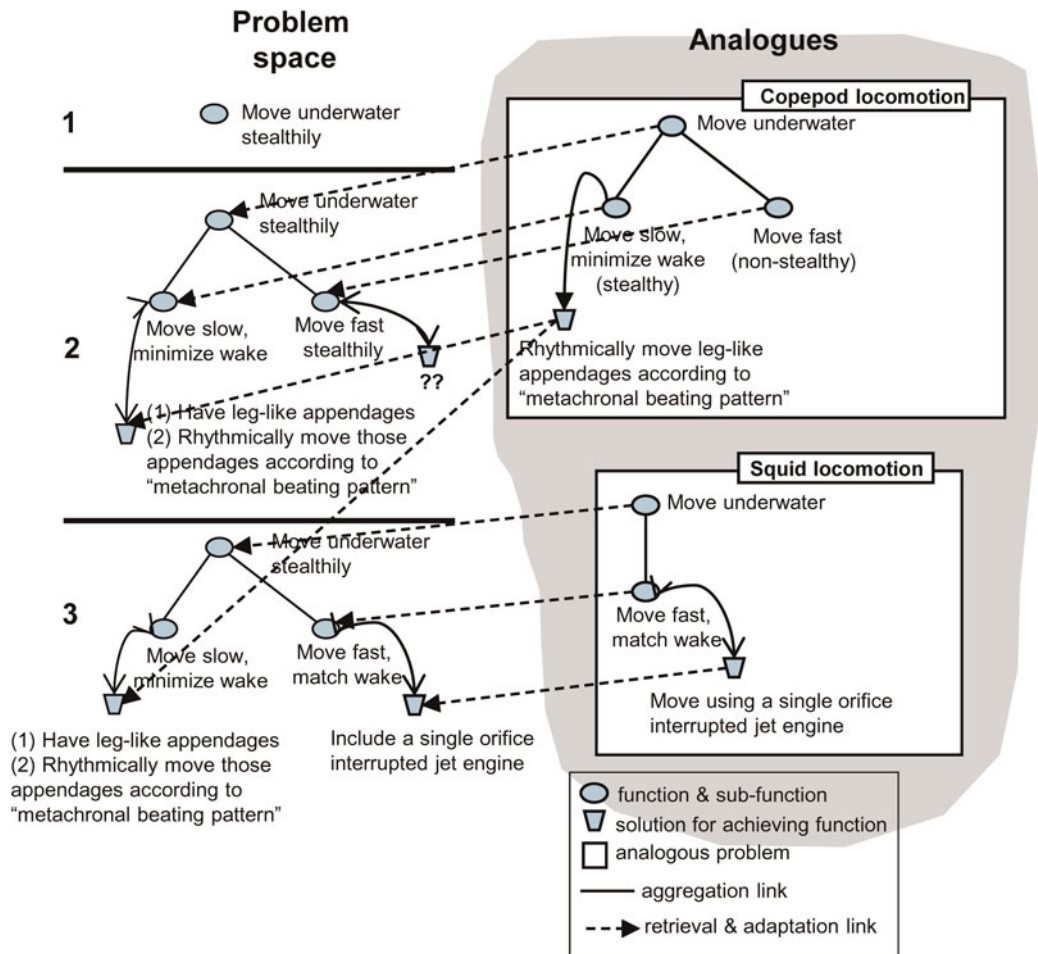 Problem
space
Analogues
1
Move underwater
stealthily
Copepod locomotion
Move underwater
Move slow,
minimize wake
(stealthy)
Move fast
(non-stealthy)
Rhythmically move leg-like
appendages according to
“metachronal beating pattern”
2
Move underwater
stealthily
Move slow,
minimize wake
Move fast
stealthily
??
(1) Have leg-like appendages
(2) Rhythmically move those
appendages according to
“metachronal beating pattern”
Squid locomotion
Move underwater
Move fast,
match wake
Move using a single orifice
interrupted jet engine
3
Move underwater
stealthily
Move slow,
minimize wake
Move fast,
match wake
(1) Have leg-like appendages
(2) Rhythmically move those
appendages according to
“metachronal beating pattern”
Include a single orifice
interrupted jet engine
function & sub-function
solution for achieving function
analogous problem
aggregation link
retrieval & adaptation link